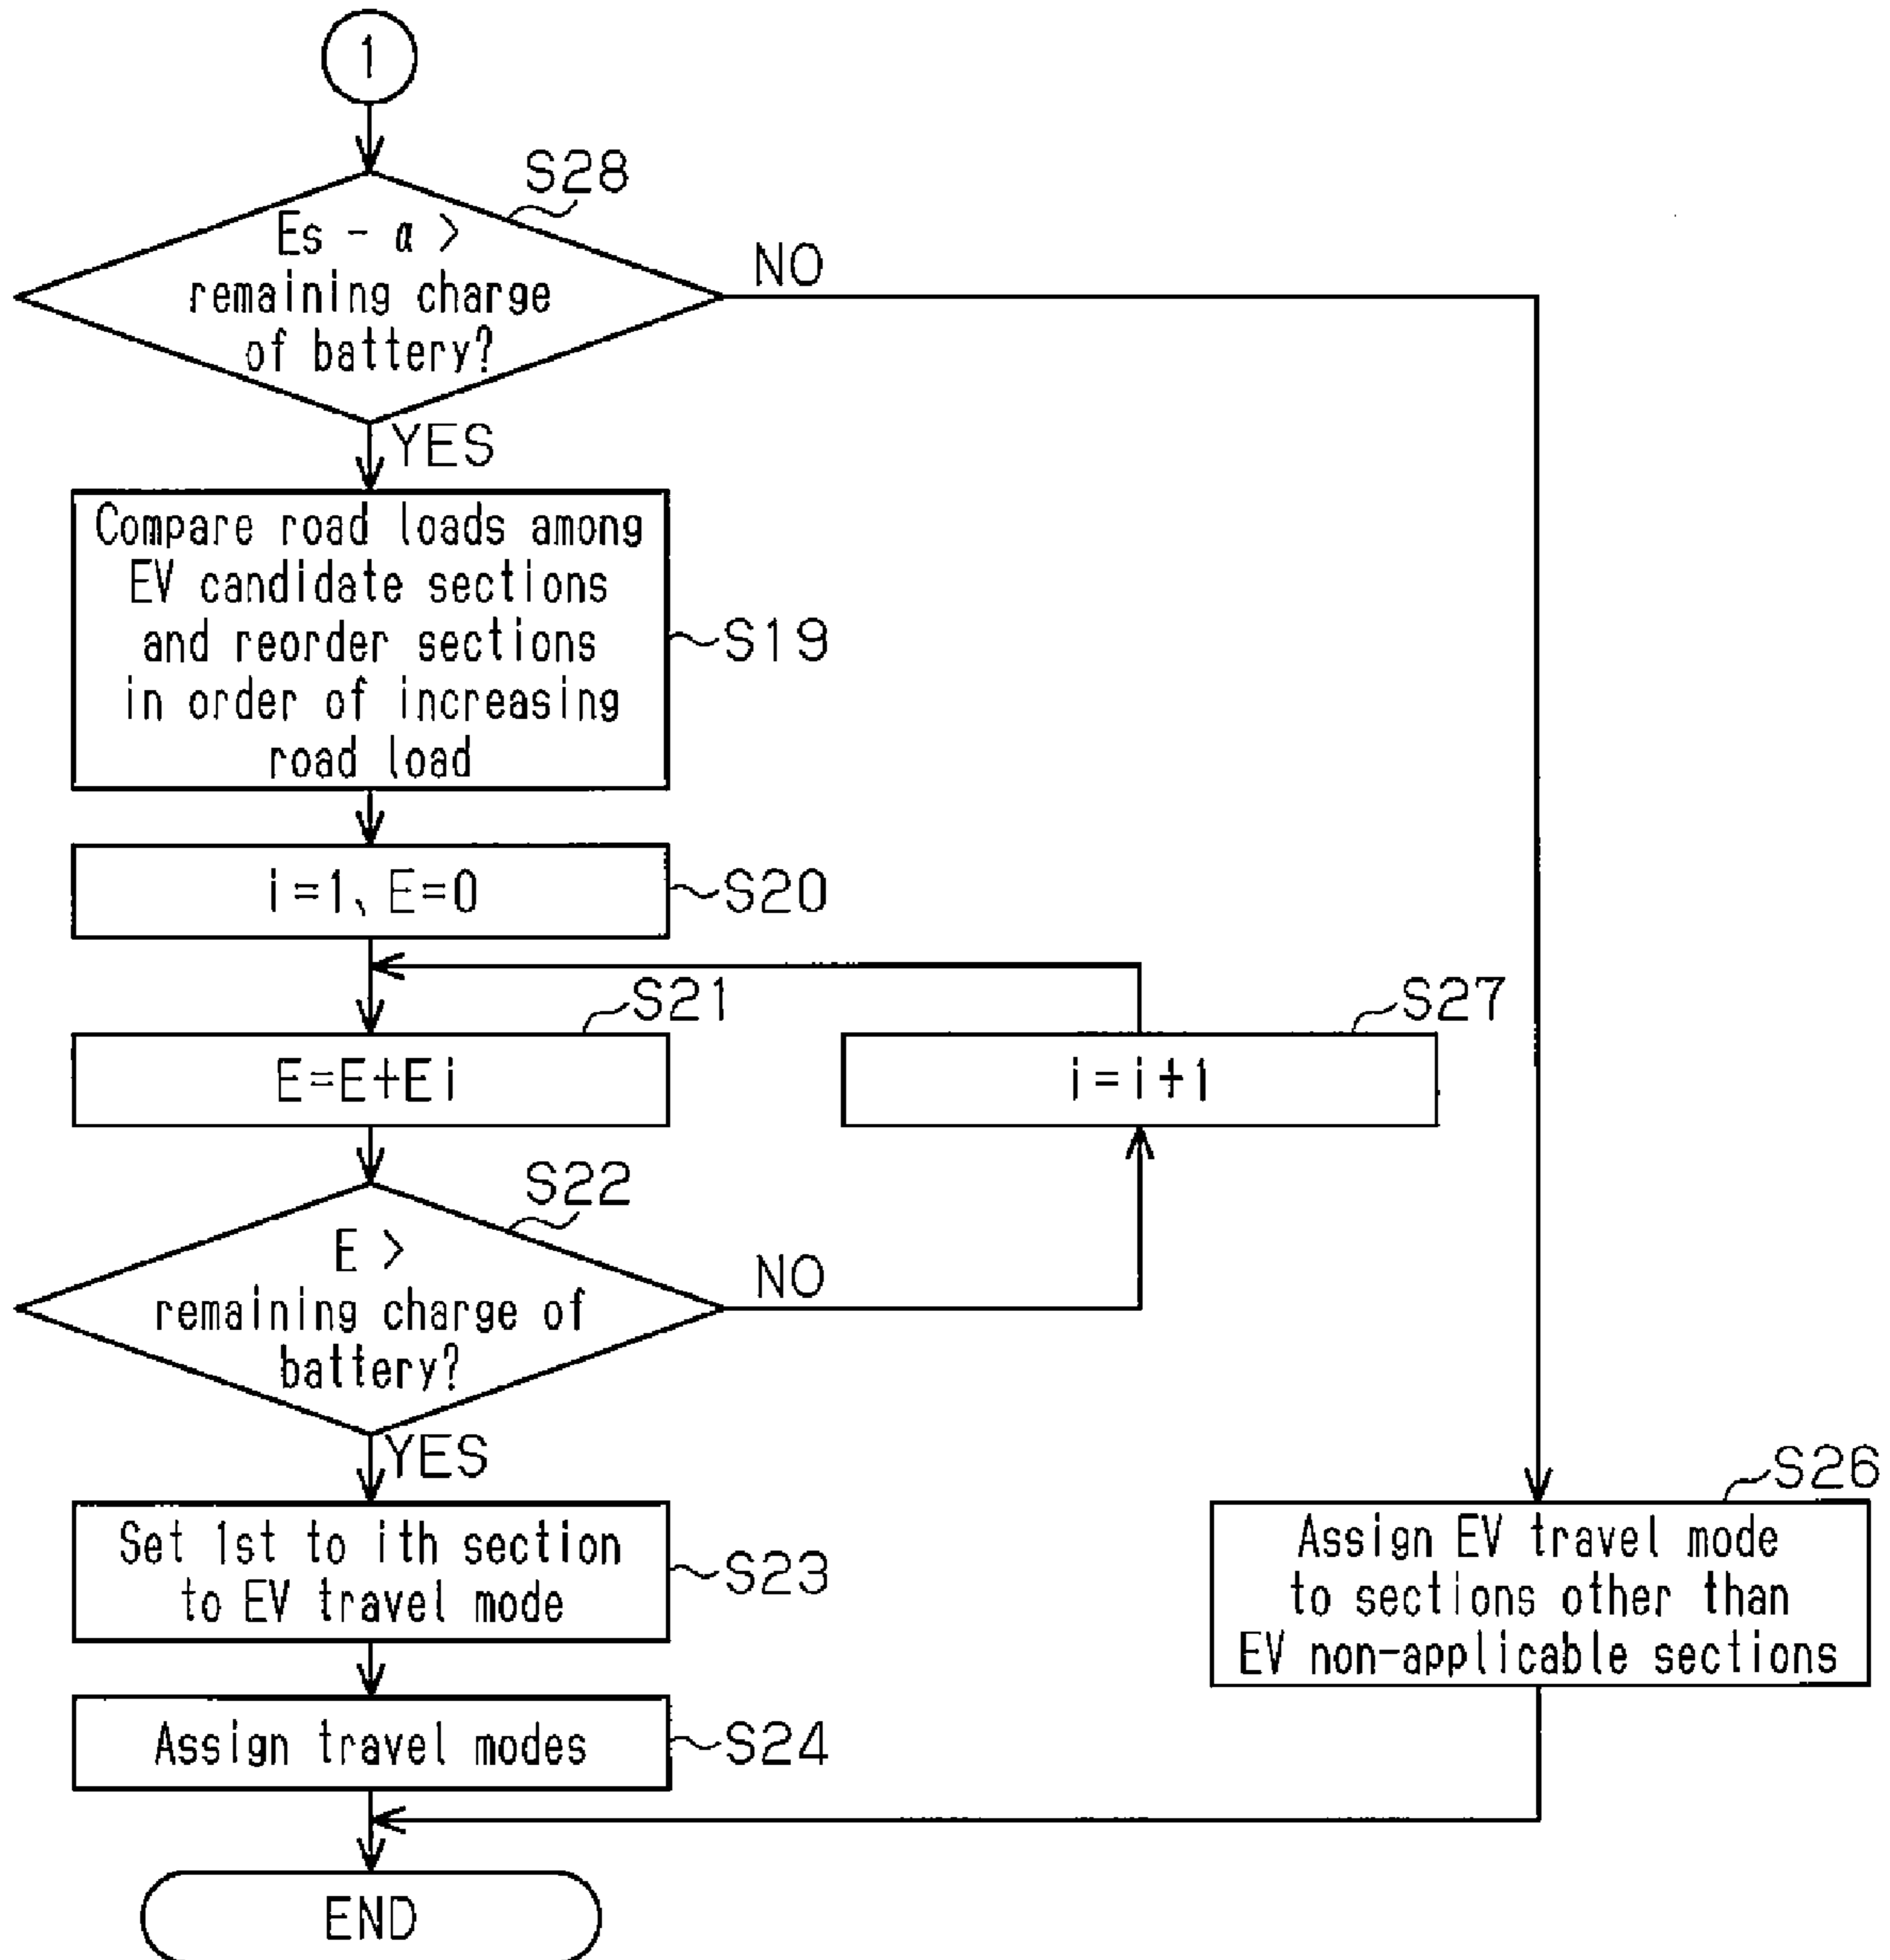 1
S28
Es - α >
remaining charge
of battery?
NO
YES
Compare road loads among
EV candidate sections
and reorder sections
in order of increasing
road load
S19
i=1、E=0
S20
S21
E=E+Ei
S27
i=i+1
S22
E >
remaining charge of
battery?
NO
YES
Set 1st to ith section
to EV travel mode
S23
S26
Assign EV travel mode
to sections other than
EV non-applicable sections
Assign travel modes
S24
END